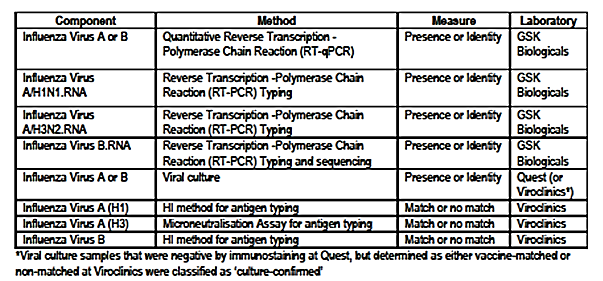 Component Method Measure Laboratory
Influenza Virus A or B Quantitative Reverse Transcription - Presence or Identity GSK
Polymerase Chain Reaction (RT-qPCR) Biologicals
Influenza Virus Reverse Transcription -Polymerase Chain Presence or Identity GSK
A/H1N1.RNA Reaction (RT-PCR) Typing Biologicals
Influenza Virus Reverse Transcription -Polymerase Chain Presence or Identity GSK
A/H3N2.RNA Reaction (RT-PCR) Typing Biologicals
Influenza Virus B.RNA Reverse Transcription -Polymerase Chain Presence or Identity GSK
Reaction (RT-PCR) Typing and sequencing Biologicals
Influenza Virus A or B Viral culture Presence or Identity Quest (or
Viroclinics*)
Influenza Virus A (H1) HI method for antigen typing Match or no match Viroclinics
Influenza Virus A (H3) Microneutralisation Assay for antigen typing Match or no match Viroclinics
Influenza Virus B HI method for antigen typing Match or no match Viroclinics
*Viral culture samples that were negative by immunostaining at Quest, but determined as either vaccine-matched or
non-matched at Viroclinics were classified as ‘culture-confirmed’